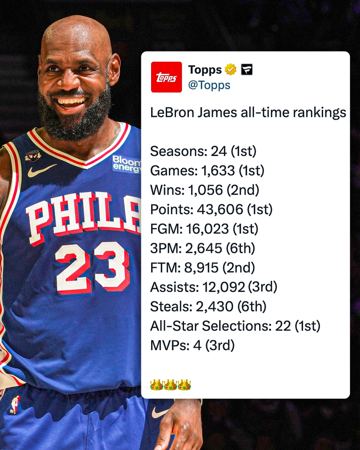 Topps
Topps
@Topps
LeBron James all-time rankings
Seasons: 24 (1st)
Games: 1,633 (1st)
Wins: 1,056 (2nd)
Points: 43,606 (1st)
FGM: 16,023 (1st)
3PM: 2,645 (6th)
FTM: 8,915 (2nd)
Assists: 12,092 (3rd)
Steals: 2,430 (6th)
All-Star Selections: 22 (1st)
MVPs: 4 (3rd)
👑👑👑
Bloom
energy
PHILA
23